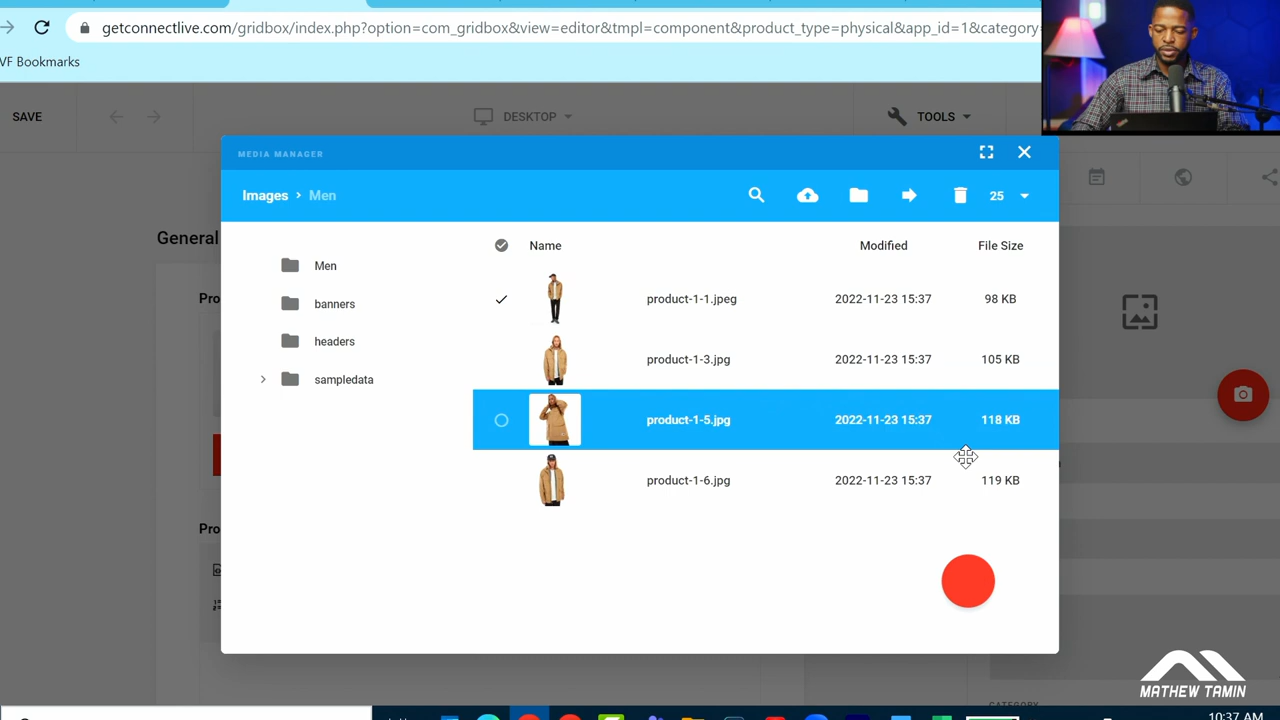 getconnectlive.com/gridbox/index.php?option=com_gridbox&view=editor&tmpl=component&product_type=physical&app_id=1&category
VF Bookmarks
SAVE
DESKTOP
TOOLS
MEDIA MANAGER
Images > Men
25
General
Name
Modified
File Size
Men
banners
headers
sampledata
product-1-1.jpeg
2022-11-23 15:37
98 KB
product-1-3.jpg
2022-11-23 15:37
105 KB
product-1-5.jpg
2022-11-23 15:37
118 KB
product-1-6.jpg
2022-11-23 15:37
119 KB
Pro
Pro
MATHEW TAMIN
CATEGORY
10:37 AM